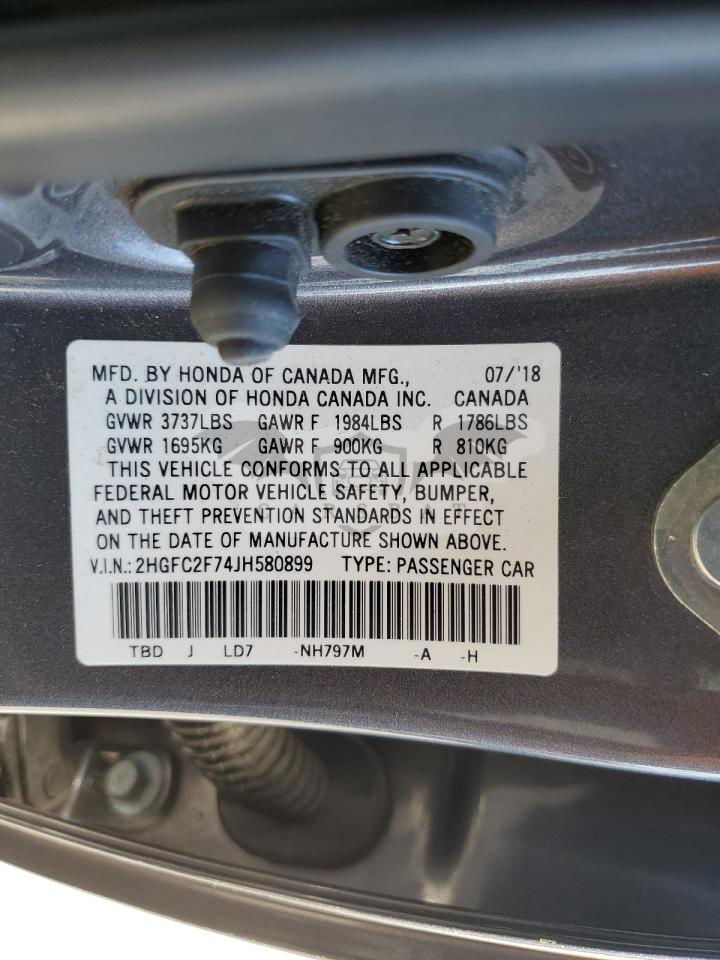 MFD. BY HONDA OF CANADA MFG., 07/'18
A DIVISION OF HONDA CANADA INC. CANADA
GVWR 3737LBS GAWR F 1984LBS R 1786LBS
GVWR 1695KG GAWR F 900KG R 810KG
THIS VEHICLE CONFORMS TO ALL APPLICABLE
FEDERAL MOTOR VEHICLE SAFETY, BUMPER,
AND THEFT PREVENTION STANDARDS IN EFFECT
ON THE DATE OF MANUFACTURE SHOWN ABOVE.
V.I.N.: 2HGFC2F74JH580899 TYPE: PASSENGER CAR
TBD J LD7 -NH797M -A -H